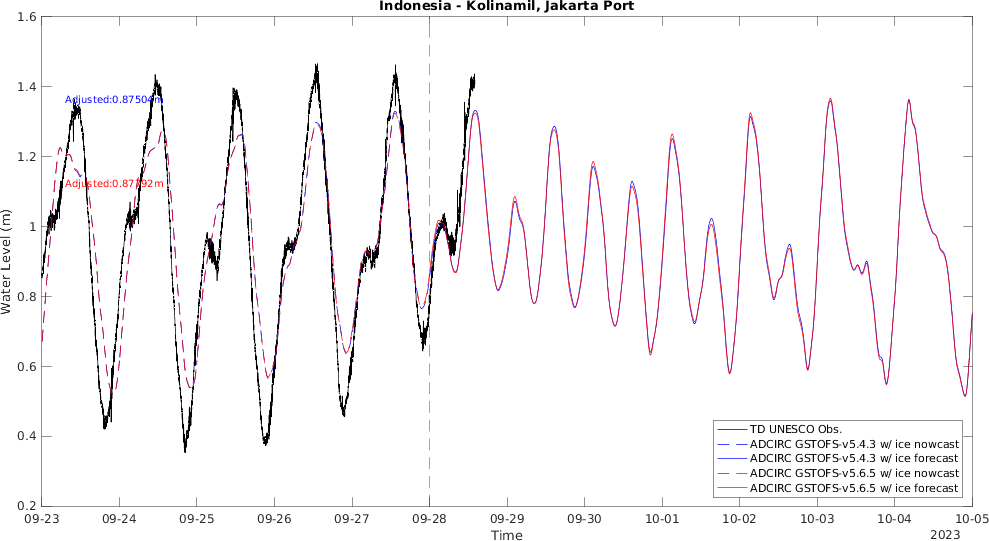 Indonesia - Kolinamil, Jakarta Port
Water Level (m)
1.6
1.4
1.2
1
0.8
0.6
0.4
0.2
Adjusted:0.87504m
Adjusted:0.87792m
TD UNESCO Obs.
ADCIRC GSTOFS-v5.4.3 w/ ice nowcast
ADCIRC GSTOFS-v5.4.3 w/ ice forecast
ADCIRC GSTOFS-v5.6.5 w/ ice nowcast
ADCIRC GSTOFS-v5.6.5 w/ ice forecast
09-23 09-24 09-25 09-26 09-27 09-28 09-29 09-30 10-01 10-02 10-03 10-04 10-05
Time
2023